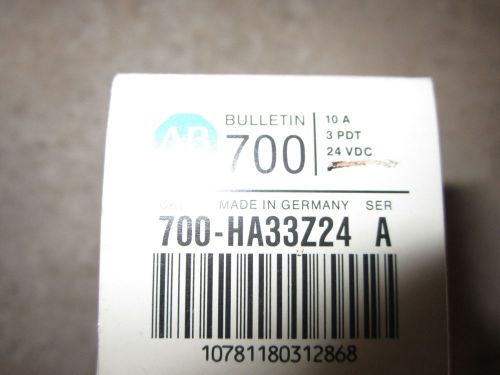 AB
BULLETIN
700
10 A
3 PDT
24 VDC
MADE IN GERMANY SER
700-HA33Z24 A
10781180312868